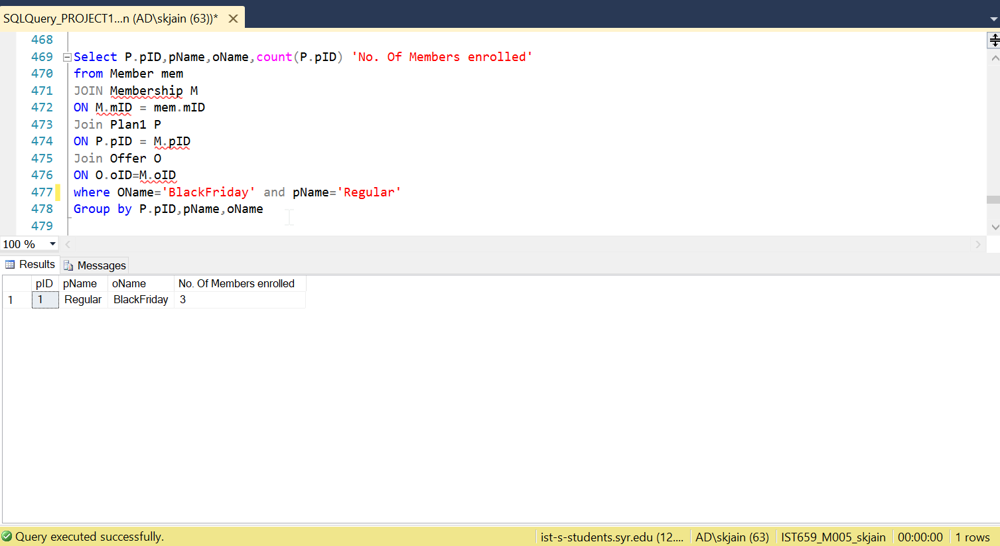 SQLQuery_PROJECT1...n (AD\skjain (63))*
468
469 Select P.pID,pName,oName,count(P.pID) 'No. Of Members enrolled'
470 from Member mem
471 JOIN Membership M
472 ON M.mID = mem.mID
473 Join Plan1 P
474 ON P.pID = M.pID
475 Join Offer O
476 ON O.oID=M.oID
477 where OName='BlackFriday' and pName='Regular'
478 Group by P.pID,pName,oName
479
100 %
Results Messages
pID pName oName No. Of Members enrolled
1 1 Regular BlackFriday 3
Query executed successfully. ist-s-students.syr.edu (12.... AD\skjain (63) IST659_M005_skjain 00:00:00 1 rows